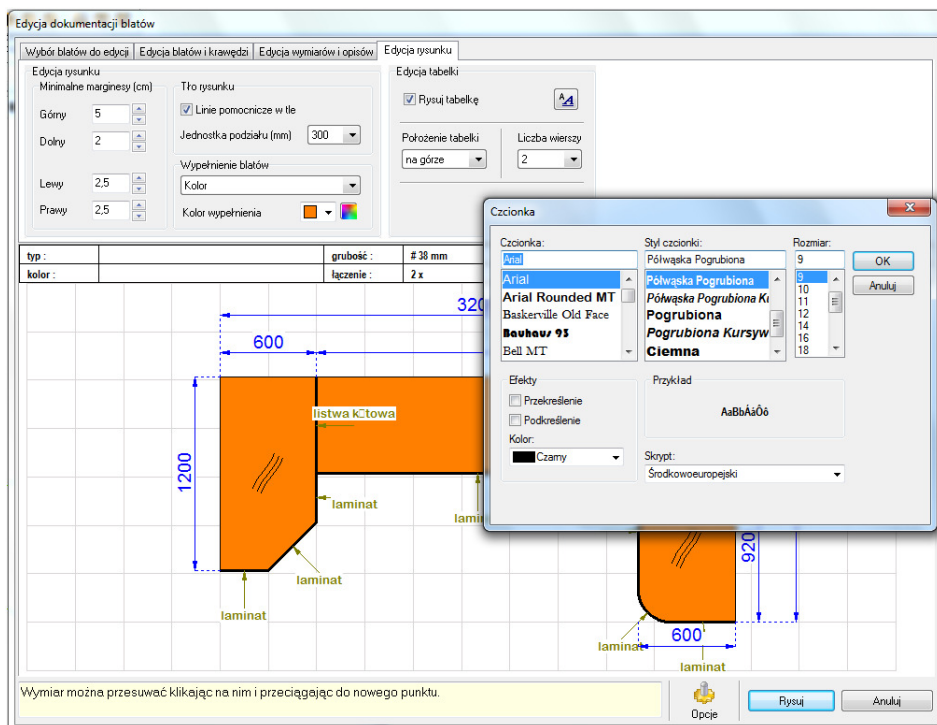 Edycja dokumentacji blatów
Wybór blatów do edycji Edycja blatów i krawędzi Edycja wymiarów i opisów Edycja rysunku
Edycja rysunku
Minimalne marginesy (cm)
Górny 5
Dolny 2
Lewy 2,5
Prawy 2,5
Tło rysunku
Linie pomocnicze w tle
Jednostka podziału (mm) 300
Wypełnienie blatów
Kolor
Kolor wypełnienia
Edycja tabelki
Rysuj tabelkę
Położenie tabelki
na górze
Liczba wierszy
2
typ : grubość : # 38 mm
kolor : łączenie : 2 x
Czcionka
Czcionka:
Arial
Arial
Arial Rounded MT
Baskerville Old Face
Bauhaus 93
Bell MT
Styl czcionki:
Półwąska Pogrubiona
Półwąska Pogrubiona
Półwąska Pogrubiona Ku
Pogrubiona
Pogrubiona Kursyw
Ciemna
Rozmiar:
9
9
10
11
12
14
16
18
OK
Anuluj
Efekty
Przekreślenie
Podkreślenie
Kolor:
Czarny
Przykład
AaBbÁáÔô
Skrypt:
Środkowoeuropejski
320
600
listwa k□towa
1200
laminat
lamin
laminat
laminat
920
600
laminat
laminat
Wymiar można przesuwać klikając na nim i przeciągając do nowego punktu.
Opcje
Rysuj
Anuluj